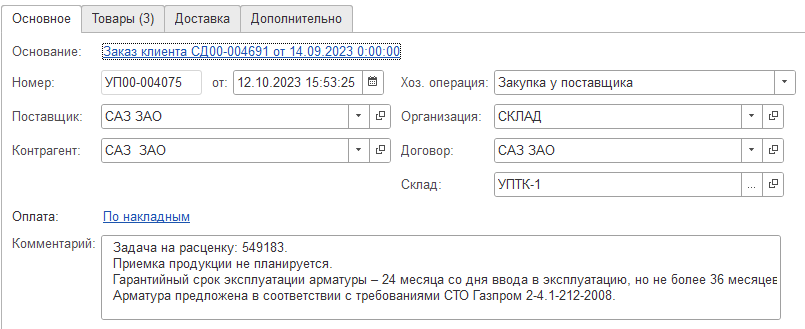 Основное Товары (3) Доставка Дополнительно
Основание: Заказ клиента СД00-004691 от 14.09.2023 0:00:00
Номер: УП00-004075 от: 12.10.2023 15:53:25 Хоз. операция: Закупка у поставщика
Поставщик: САЗ ЗАО Организация: СКЛАД
Контрагент: САЗ ЗАО Договор: САЗ ЗАО
Склад: УПТК-1 ...
Оплата: По накладным
Комментарий: Задача на расценку: 549183.
Приемка продукции не планируется.
Гарантийный срок эксплуатации арматуры – 24 месяца со дня ввода в эксплуатацию, но не более 36 месяцев
Арматура предложена в соответствии с требованиями СТО Газпром 2-4.1-212-2008.